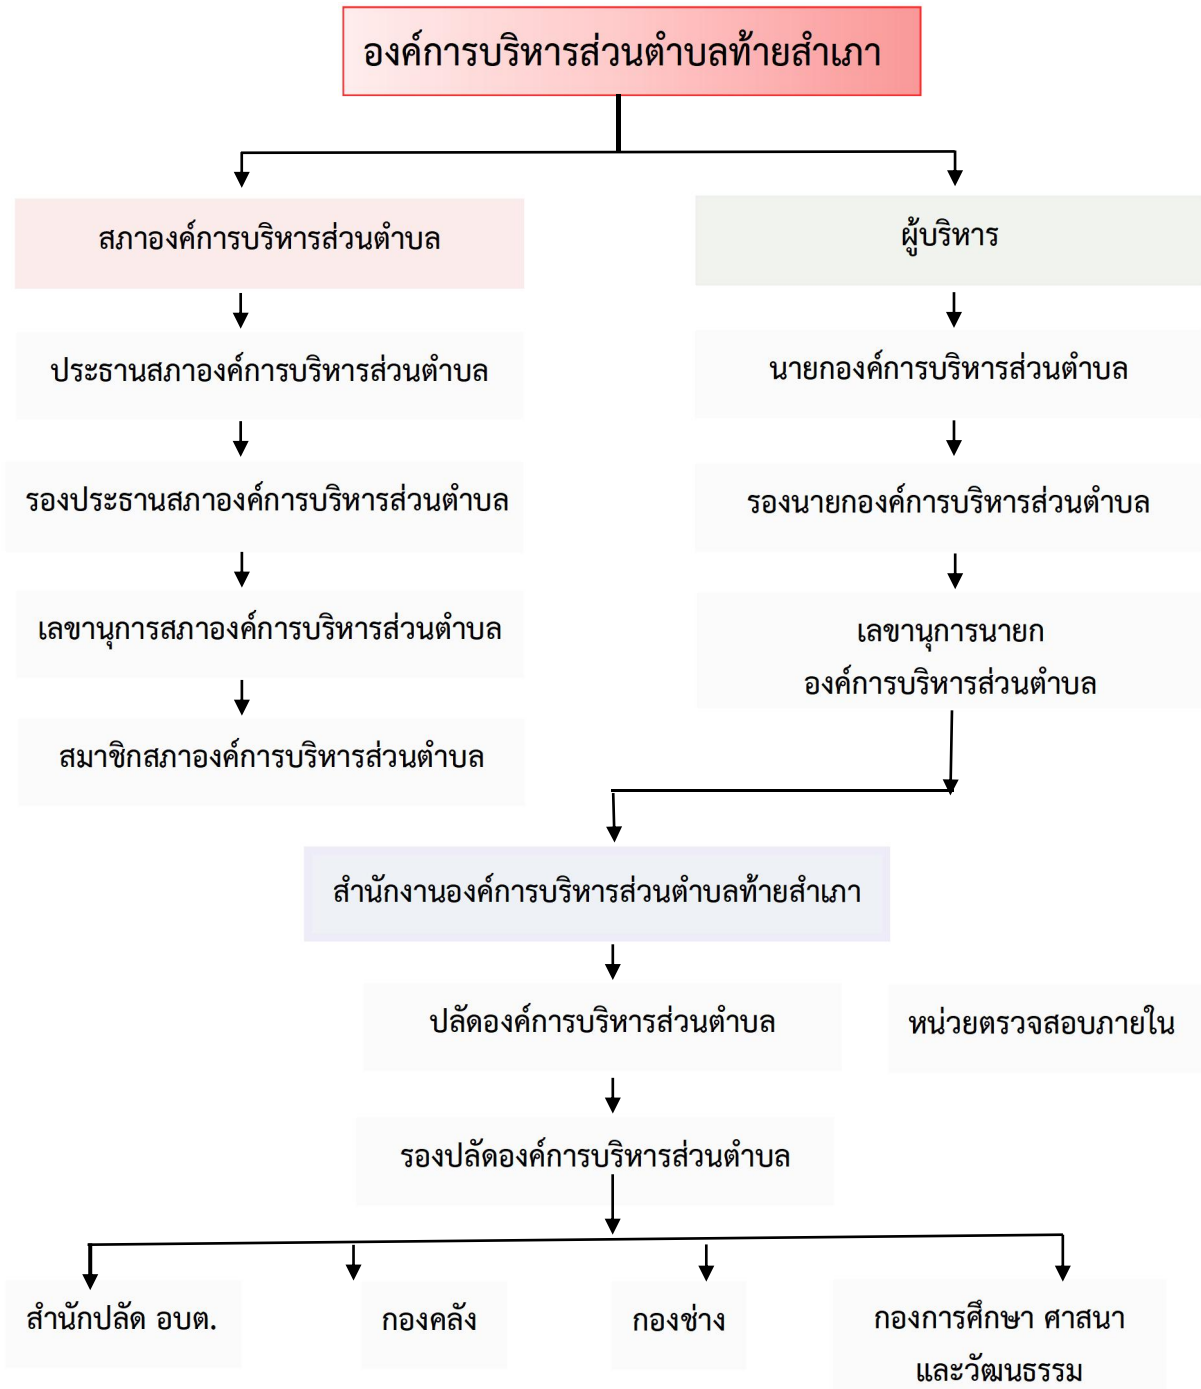 องค์การบริหารส่วนตำบลท้ายสำเภา
สภาองค์การบริหารส่วนตำบล
ผู้บริหาร
ประธานสภาองค์การบริหารส่วนตำบล
นายกองค์การบริหารส่วนตำบล
รองประธานสภาองค์การบริหารส่วนตำบล
รองนายกองค์การบริหารส่วนตำบล
เลขานุการสภาองค์การบริหารส่วนตำบล
เลขานุการนายก
องค์การบริหารส่วนตำบล
สมาชิกสภาองค์การบริหารส่วนตำบล
สำนักงานองค์การบริหารส่วนตำบลท้ายสำเภา
ปลัดองค์การบริหารส่วนตำบล
หน่วยตรวจสอบภายใน
รองปลัดองค์การบริหารส่วนตำบล
สำนักปลัด อบต.
กองคลัง
กองช่าง
กองการศึกษา ศาสนา
และวัฒนธรรม